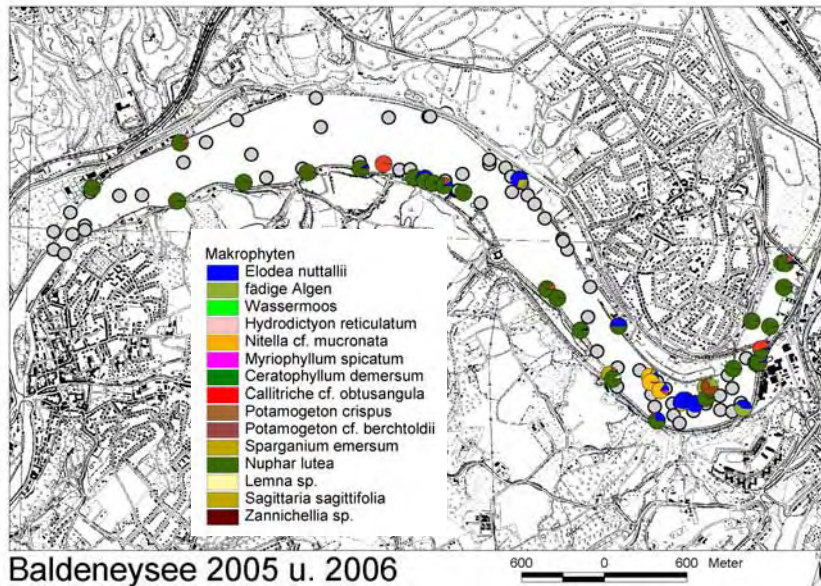 Makrophyten
Elodea nuttallii
fädige Algen
Wassermoos
Hydrodictyon reticulatum
Nitella cf. mucronata
Myriophyllum spicatum
Ceratophyllum demersum
Callitriche cf. obtusangula
Potamogeton crispus
Potamogeton cf. berchtoldii
Sparganium emersum
Nuphar lutea
Lemna sp.
Sagittaria sagittifolia
Zannichellia sp.
Baldeneysee 2005 u. 2006
600 0 600 Meter